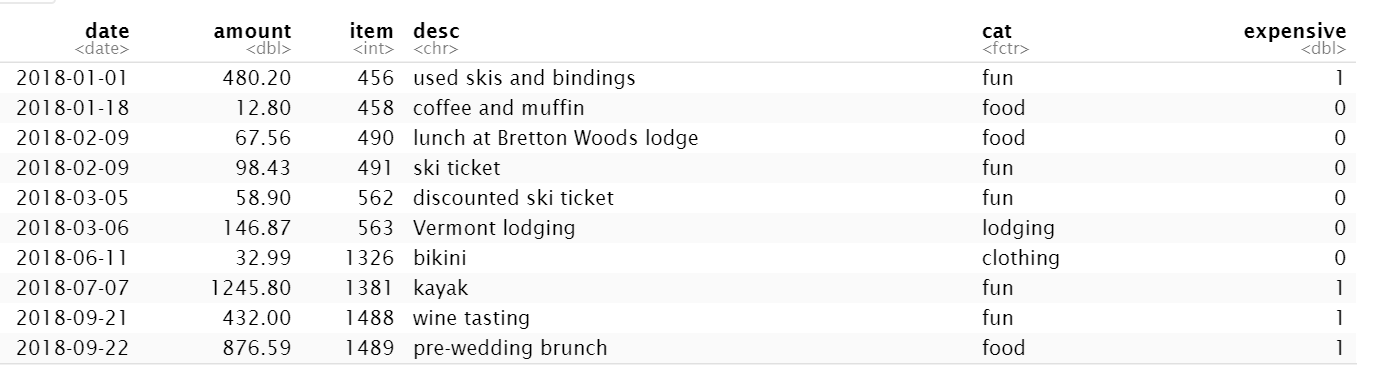 date amount item desc cat expensive
<date> <dbl> <int> <chr> <fctr> <dbl>
2018-01-01 480.20 456 used skis and bindings fun 1
2018-01-18 12.80 458 coffee and muffin food 0
2018-02-09 67.56 490 lunch at Bretton Woods lodge food 0
2018-02-09 98.43 491 ski ticket fun 0
2018-03-05 58.90 562 discounted ski ticket fun 0
2018-03-06 146.87 563 Vermont lodging lodging 0
2018-06-11 32.99 1326 bikini clothing 0
2018-07-07 1245.80 1381 kayak fun 1
2018-09-21 432.00 1488 wine tasting fun 1
2018-09-22 876.59 1489 pre-wedding brunch food 1